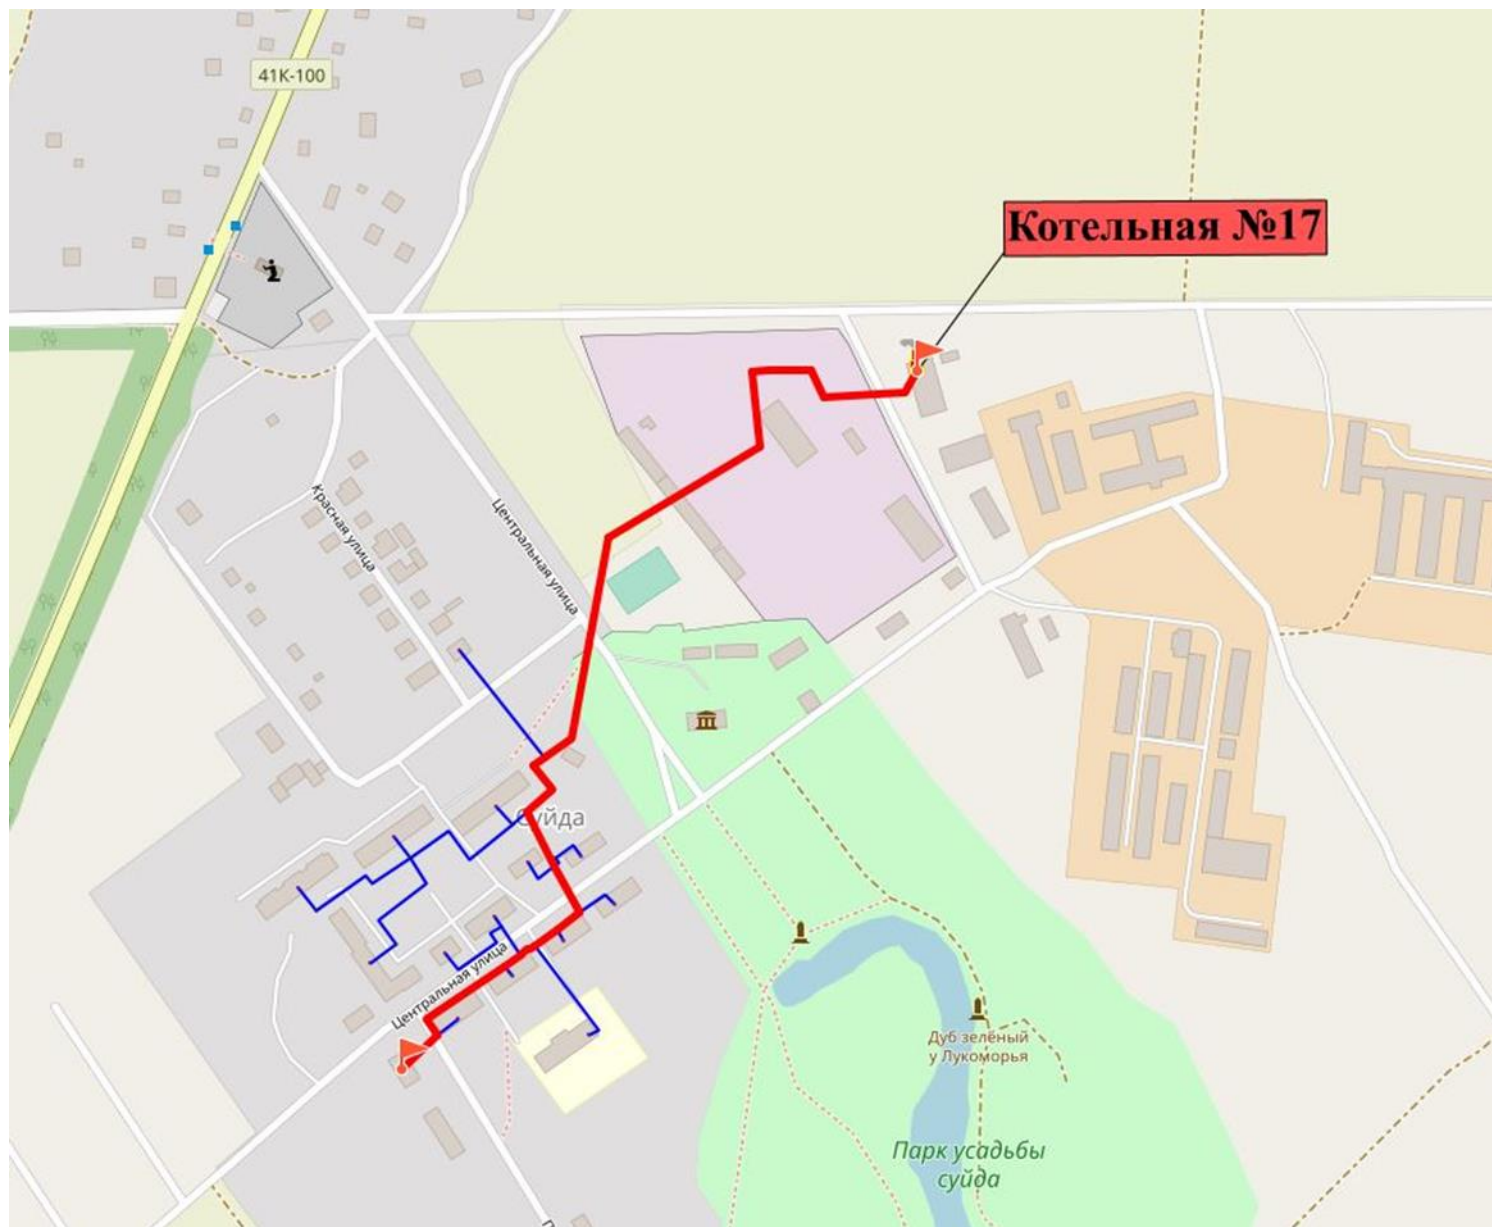 41К-100
Котельная №17
Красная улица
Центральная улица
Суйда
Центральная улица
Дуб зелёный
у Лукоморья
Парк усадьбы
суйда